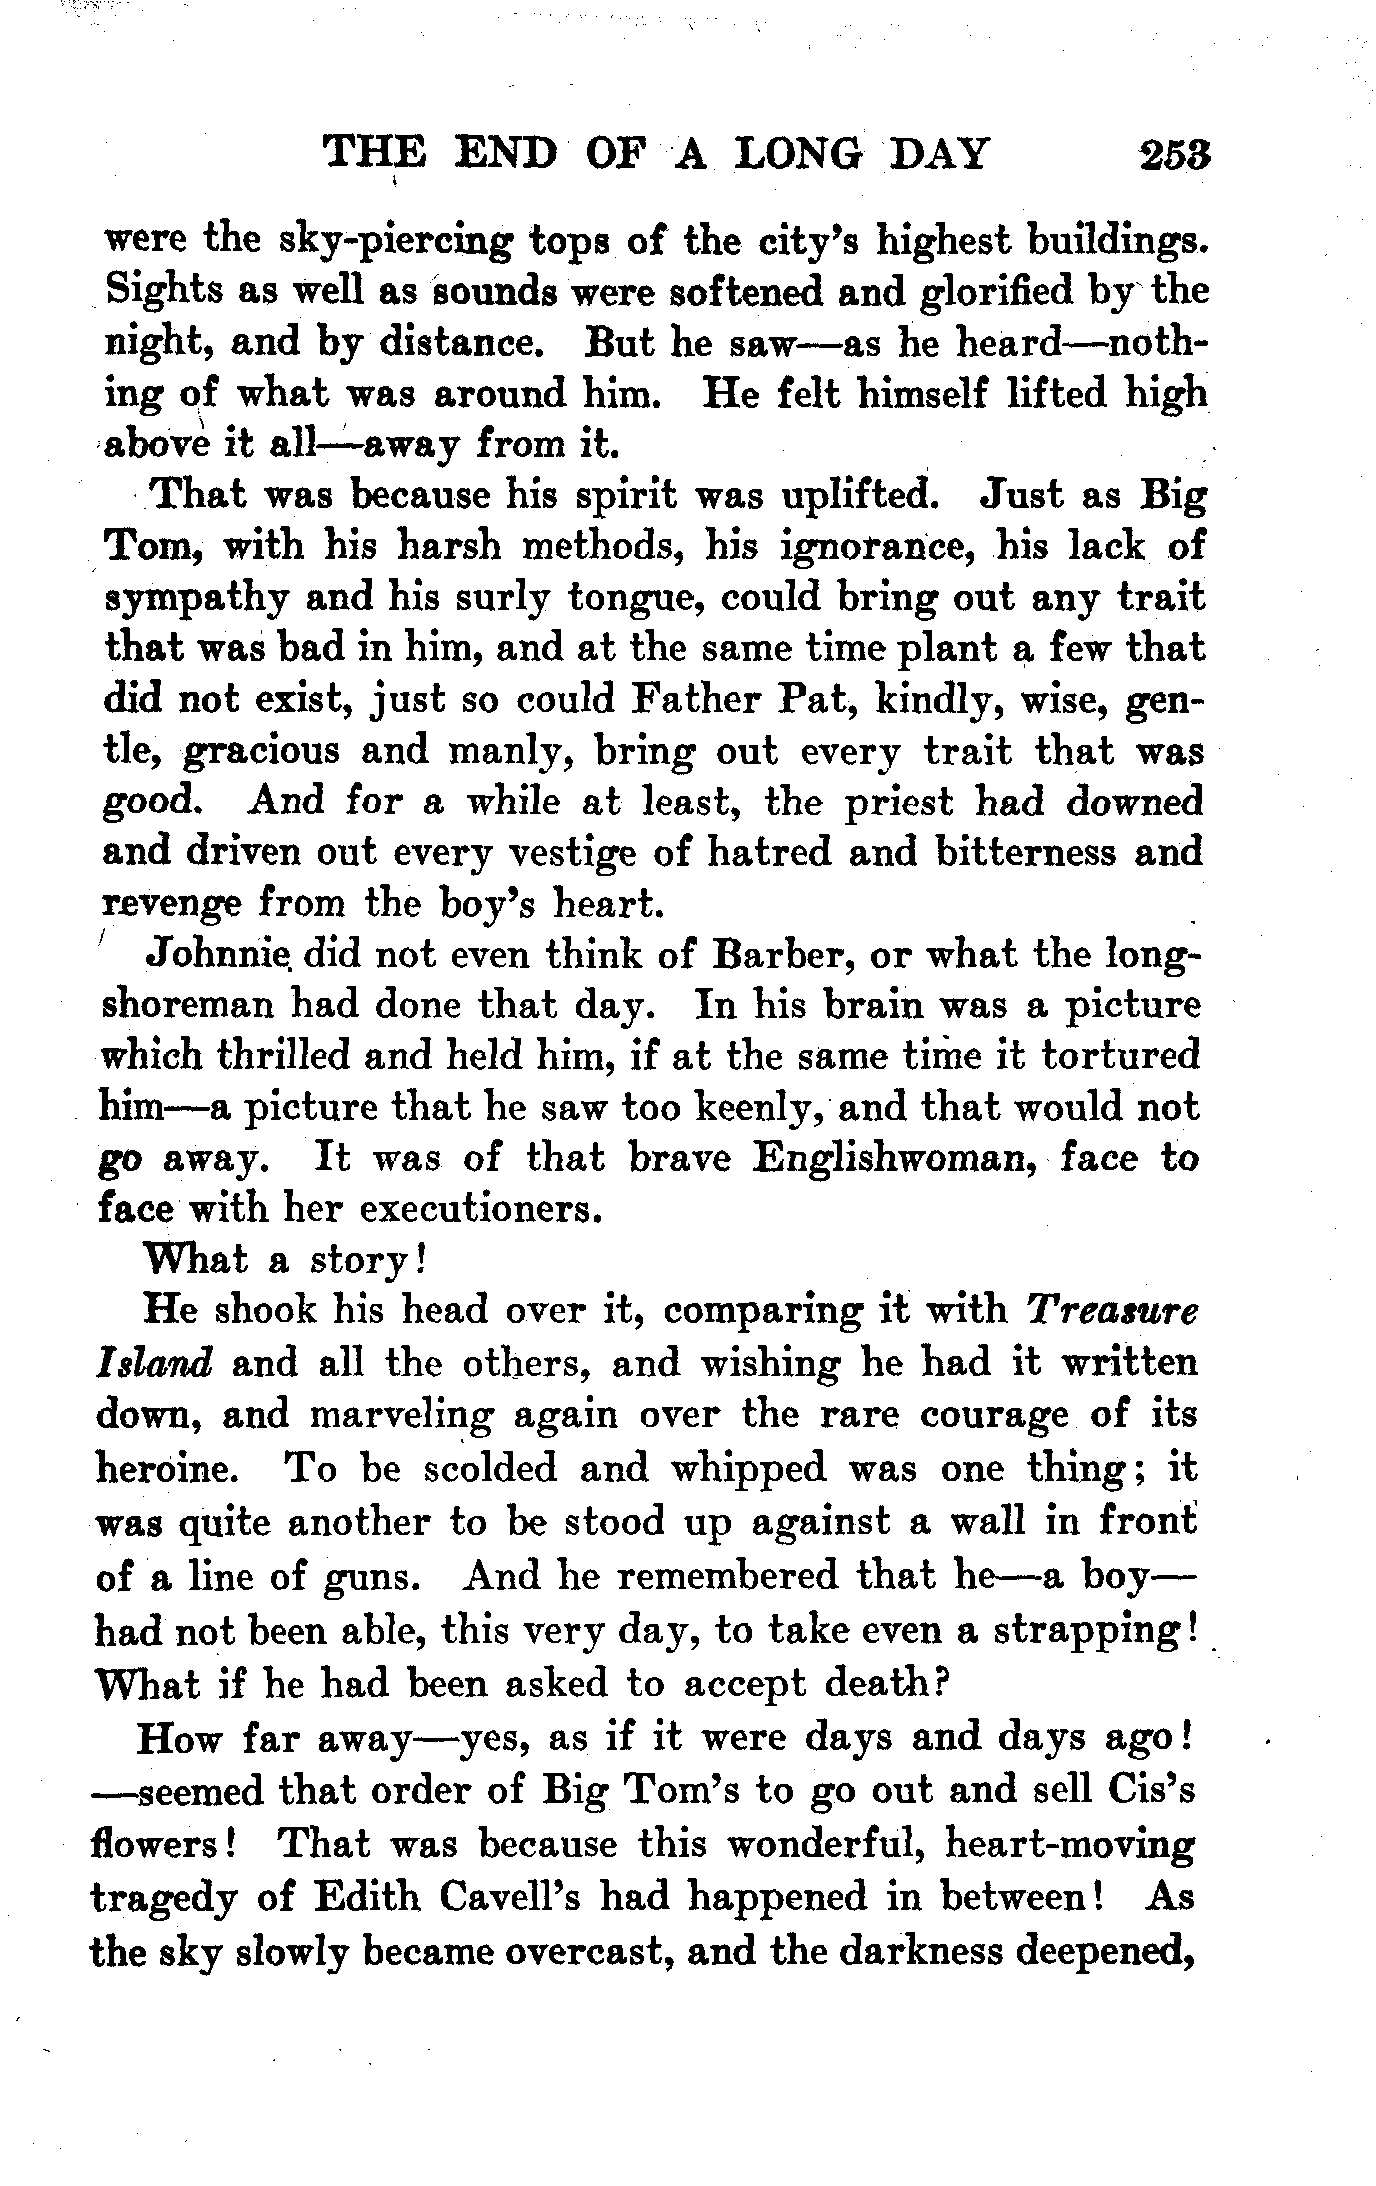 THE END OF A LONG DAY 253
were the sky-piercing tops of the city's highest buildings.
Sights as well as sounds were softened and glorified by the
night, and by distance. But he saw—as he heard—noth-
ing of what was around him. He felt himself lifted high
above it all—away from it.
That was because his spirit was uplifted. Just as Big
Tom, with his harsh methods, his ignorance, his lack of
sympathy and his surly tongue, could bring out any trait
that was bad in him, and at the same time plant a few that
did not exist, just so could Father Pat, kindly, wise, gen-
tle, gracious and manly, bring out every trait that was
good. And for a while at least, the priest had downed
and driven out every vestige of hatred and bitterness and
revenge from the boy's heart.
Johnnie did not even think of Barber, or what the long-
shoreman had done that day. In his brain was a picture
which thrilled and held him, if at the same time it tortured
him—a picture that he saw too keenly, and that would not
go away. It was of that brave Englishwoman, face to
face with her executioners.
What a story!
He shook his head over it, comparing it with Treasure
Island and all the others, and wishing he had it written
down, and marveling again over the rare courage of its
heroine. To be scolded and whipped was one thing; it
was quite another to be stood up against a wall in front
of a line of guns. And he remembered that he—a boy—
had not been able, this very day, to take even a strapping!
What if he had been asked to accept death?
How far away—yes, as if it were days and days ago!
—seemed that order of Big Tom's to go out and sell Cis's
flowers! That was because this wonderful, heart-moving
tragedy of Edith Cavell's had happened in between! As
the sky slowly became overcast, and the darkness deepened,